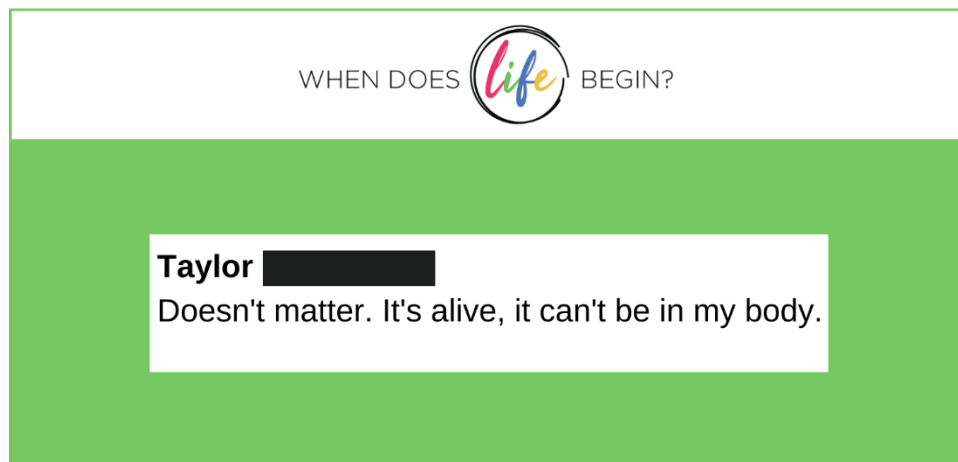 WHEN DOES life BEGIN?
Taylor
Doesn't matter. It's alive, it can't be in my body.